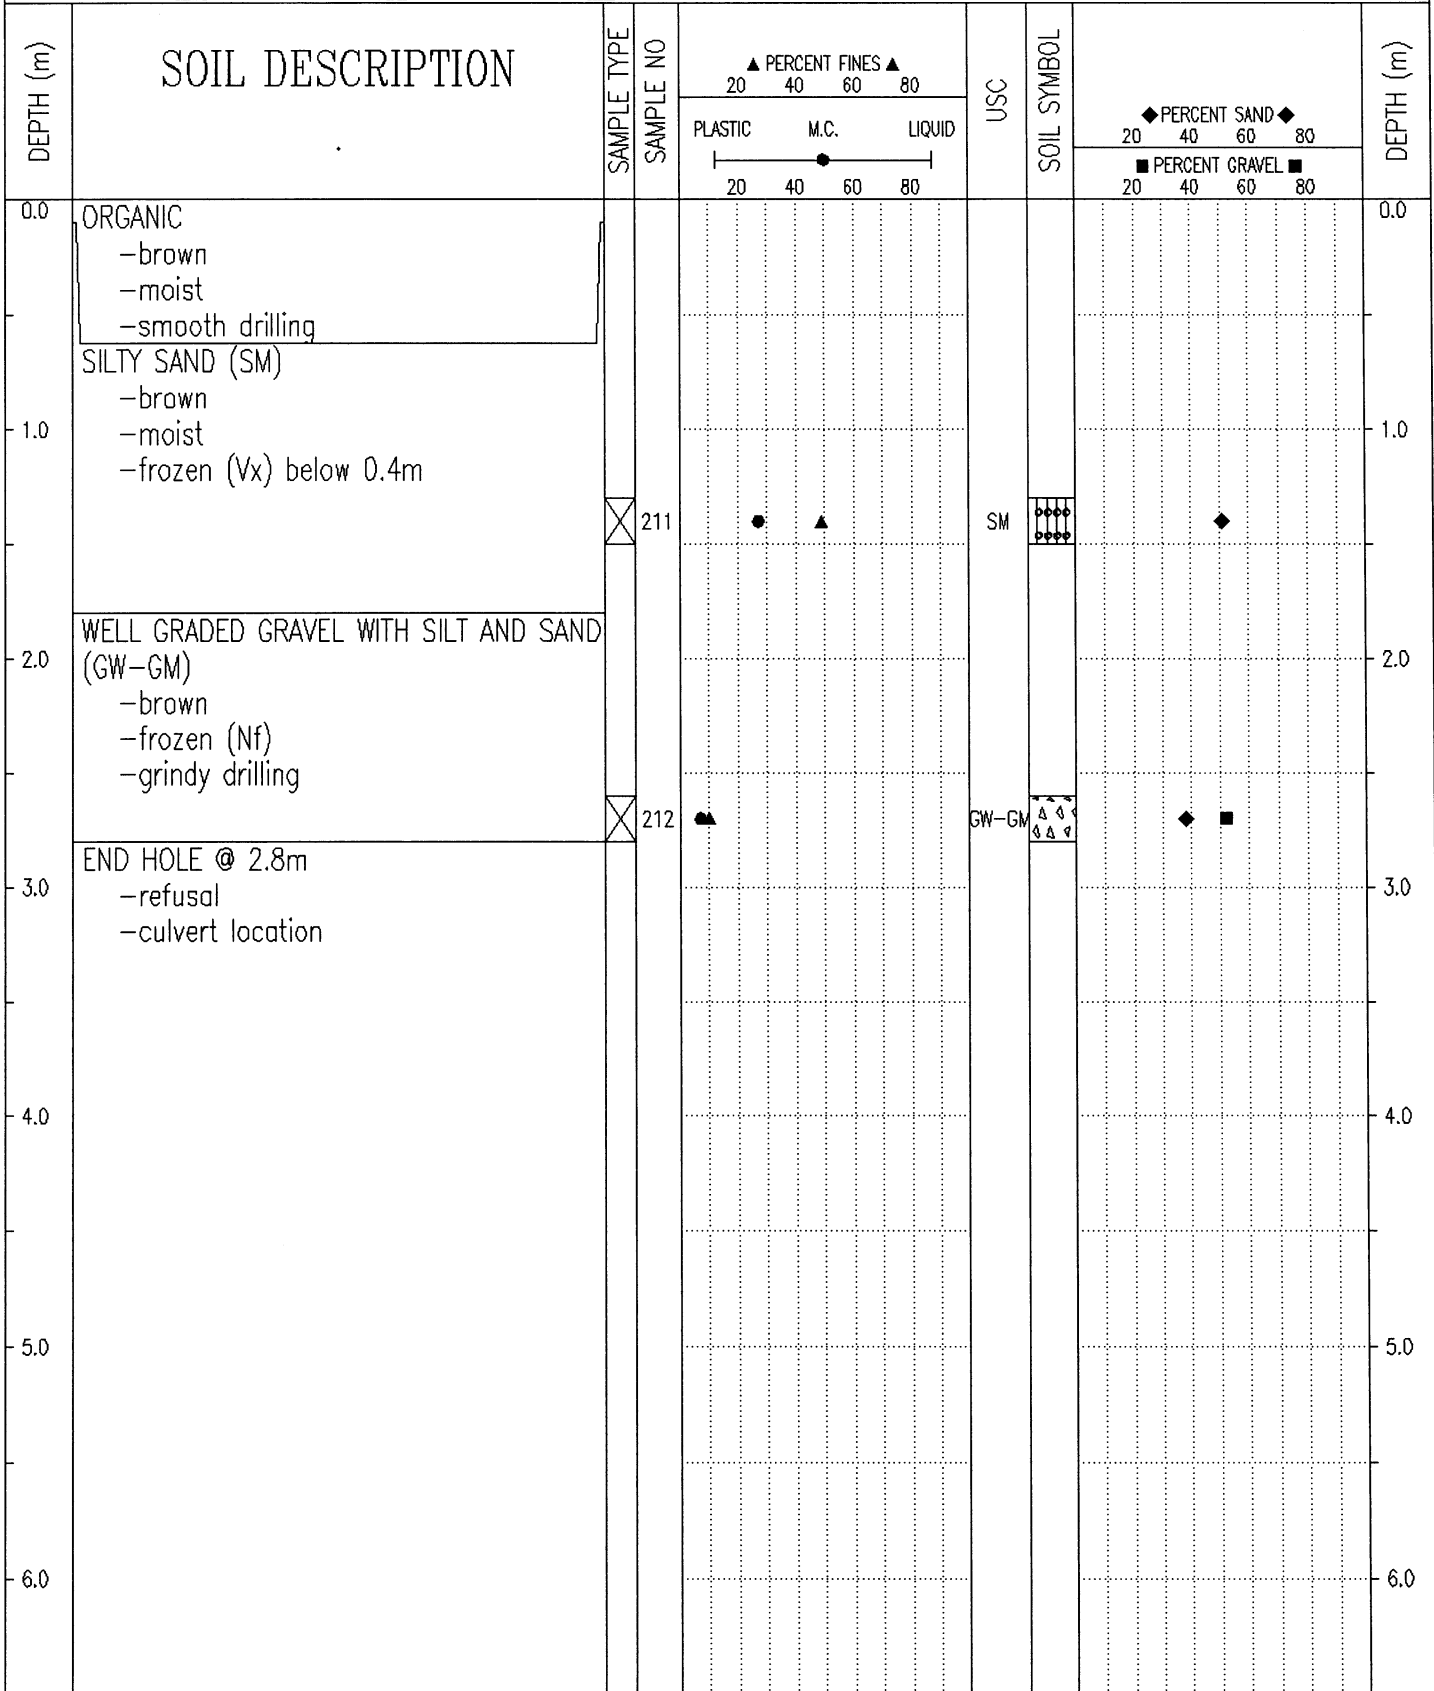 DEPTH (m)
SOIL DESCRIPTION
SAMPLE TYPE
SAMPLE NO
▲ PERCENT FINES ▲
20 40 60 80
PLASTIC M.C. LIQUID
20 40 60 80
USC
SOIL SYMBOL
◆ PERCENT SAND ◆
20 40 60 80
■ PERCENT GRAVEL ■
20 40 60 80
DEPTH (m)
0.0
ORGANIC
-brown
-moist
-smooth drilling
SILTY SAND (SM)
-brown
1.0
-moist
-frozen (Vx) below 0.4m
211
SM
WELL GRADED GRAVEL WITH SILT AND SAND
2.0
(GW-GM)
-brown
-frozen (Nf)
-grindy drilling
212
GW-GM
END HOLE @ 2.8m
3.0
-refusal
-culvert location
4.0
5.0
6.0
0.0
1.0
2.0
3.0
4.0
5.0
6.0